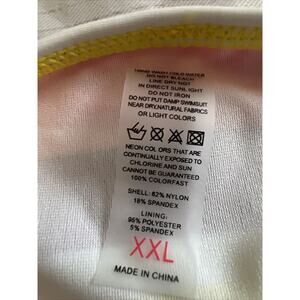 HAND WASH COLD WATER
DO NOT BLEACH
LINE DRY NOT
IN DIRECT SUNLIGHT
DO NOT IRON
DO NOT PUT DAMP SWIMSUIT
NEAR DRY,NATURAL FABRICS
OR LIGHT COLORS
NEON COLORS THAT ARE
CONTINUALLY EXPOSED TO
CHLORINE AND SUN
CANNOT BE GUARANTEED
100% COLORFAST
SHELL: 82% NYLON
18% SPANDEX
LINING:
95% POLYESTER
5% SPANDEX
XXL
MADE IN CHINA